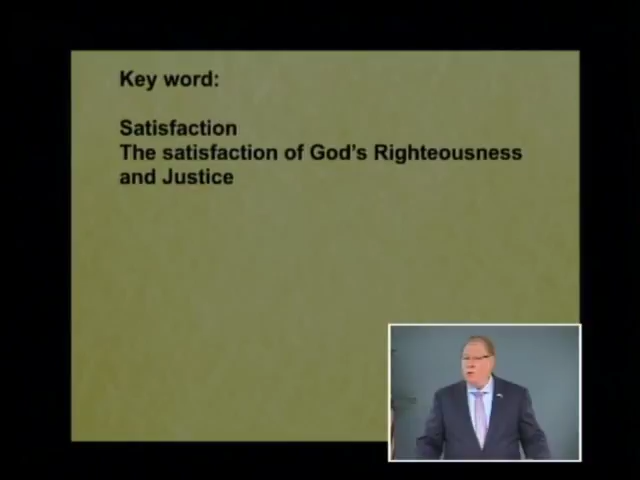 Key word:
Satisfaction
The satisfaction of God's Righteousness
and Justice